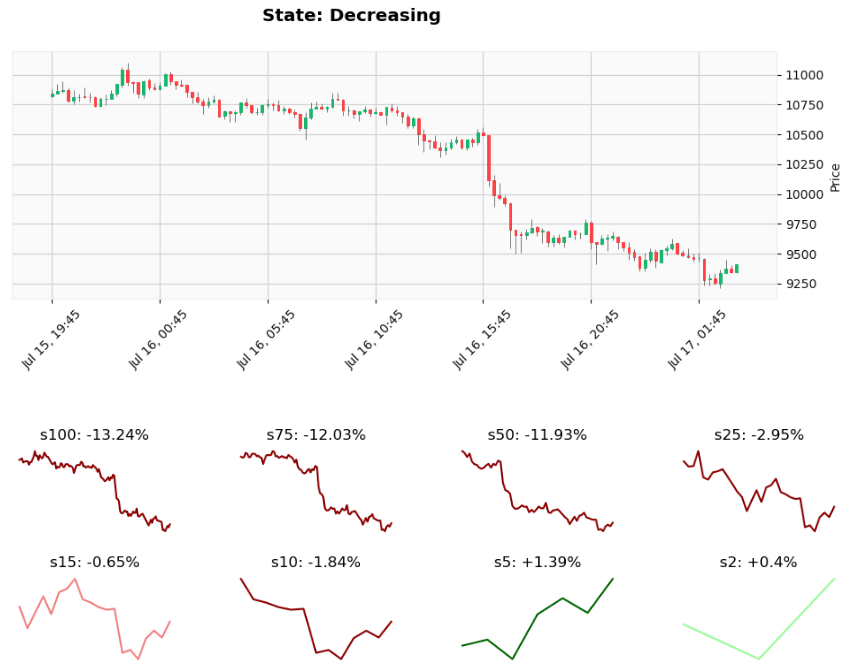 State: Decreasing
11000
10750
10500
10250
10000
9750
9500
9250
Price
Jul 15, 19:45
Jul 16, 00:45
Jul 16, 05:45
Jul 16, 10:45
Jul 16, 15:45
Jul 16, 20:45
Jul 17, 01:45
s100: -13.24%
s75: -12.03%
s50: -11.93%
s25: -2.95%
s15: -0.65%
s10: -1.84%
s5: +1.39%
s2: +0.4%